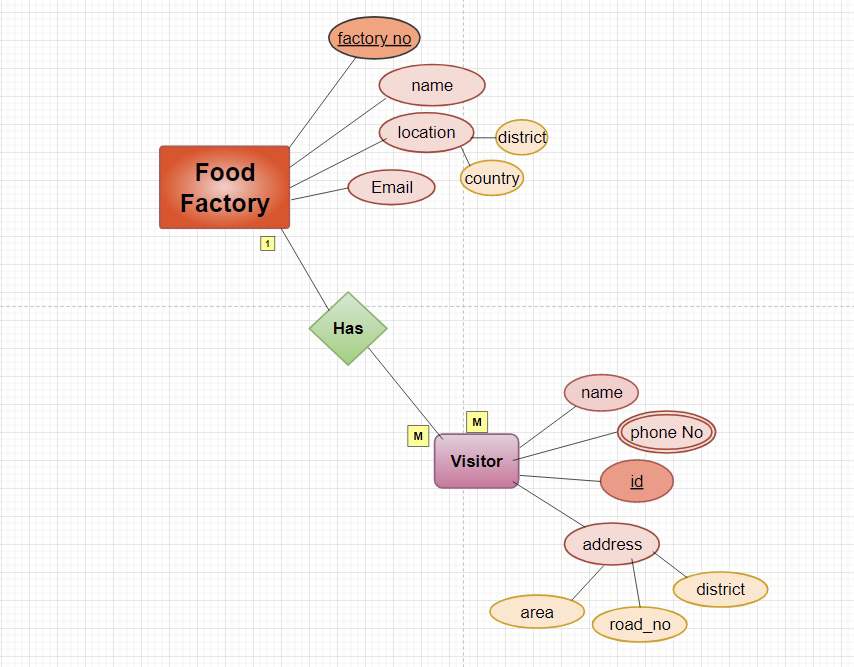 factory no
name
location
district
country
Email
Food
Factory
1
Has
M
M
Visitor
name
phone No
id
address
area
road_no
district